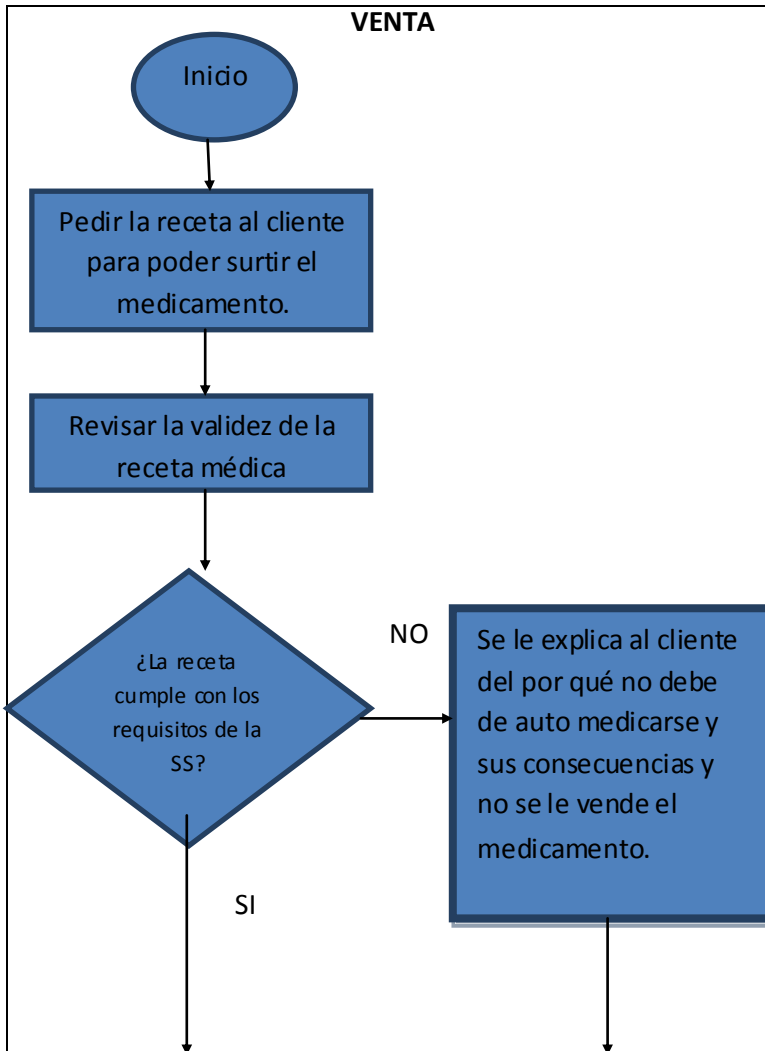 VENTA
Inicio
Pedir la receta al cliente
para poder surtir el
medicamento.
Revisar la validez de la
receta médica
¿La receta
cumple con los
requisitos de la
SS?
NO
Se le explica al cliente
del por qué no debe
de auto medicarse y
sus consecuencias y
no se le vende el
medicamento.
SI